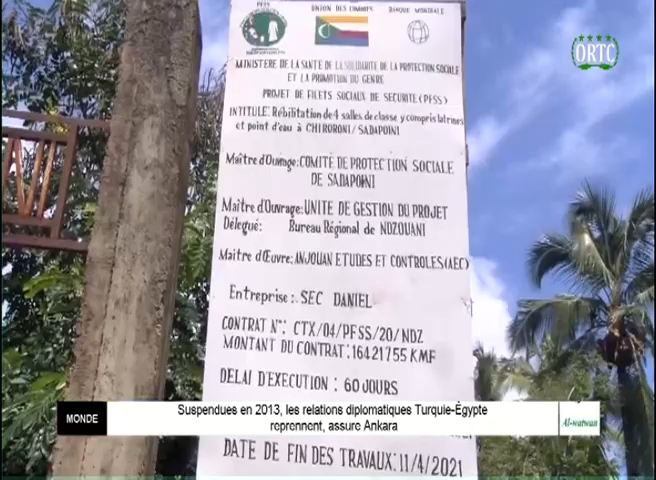 PFSS
UNION DES COMORES
BANQUE MONDIALE
ORTC
MINISTERE DE LA SANTE DE LA SOLIDARITE DE LA PROTECTION SOCIALE
ET LA PROMOTION DU GENRE
PROJET DE FILETS SOCIAUX DE SECURITE (PFSS)
INTITULE: Réhbilitation de 4 salles de classe y compris latrines
et point d'eau à CHIRORONI/SADAPOINI
Maître d'Ouvrage: COMITÉ DE PROTECTION SOCIALE
DE SADAPOINI
Maître d'Ouvrage: UNITE DE GESTION DU PROJET
Délegué: Bureau Régional de NDZOUANI
Maître d'Œuvre: ANJOUAN ETUDES ET CONTROLES (AEC)
Entreprise: SEC DANIEL
CONTRAT N°: CTX/04/PFSS/20/NDZ
MONTANT DU CONTRAT: 16421755 KMF
DELAI D'EXECUTION: 60 JOURS
MONDE
Suspendues en 2013, les relations diplomatiques Turquie-Égypte
reprennent, assure Ankara
Al-watwan
DATE DE FIN DES TRAVAUX: 11/4/2021